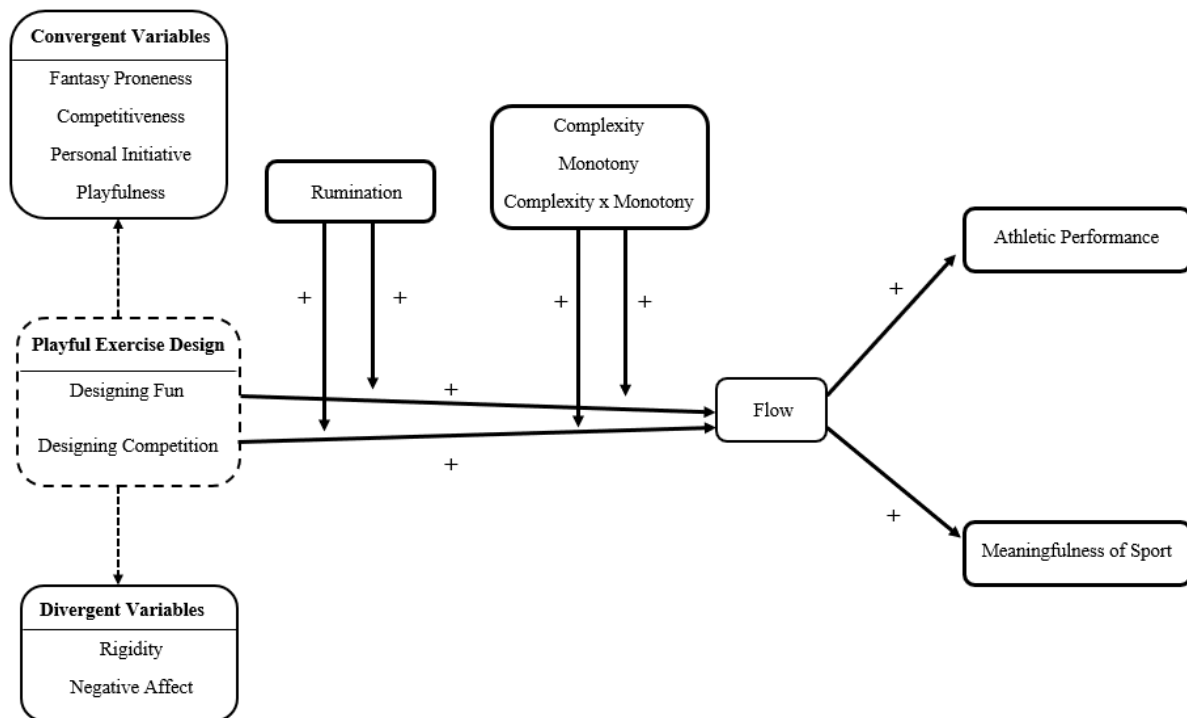 Convergent Variables
Fantasy Proneness
Competitiveness
Personal Initiative
Playfulness
Rumination
Complexity
Monotony
Complexity x Monotony
+
+
+
+
Playful Exercise Design
Designing Fun
Designing Competition
+
+
Flow
+
+
Athletic Performance
Meaningfulness of Sport
Divergent Variables
Rigidity
Negative Affect